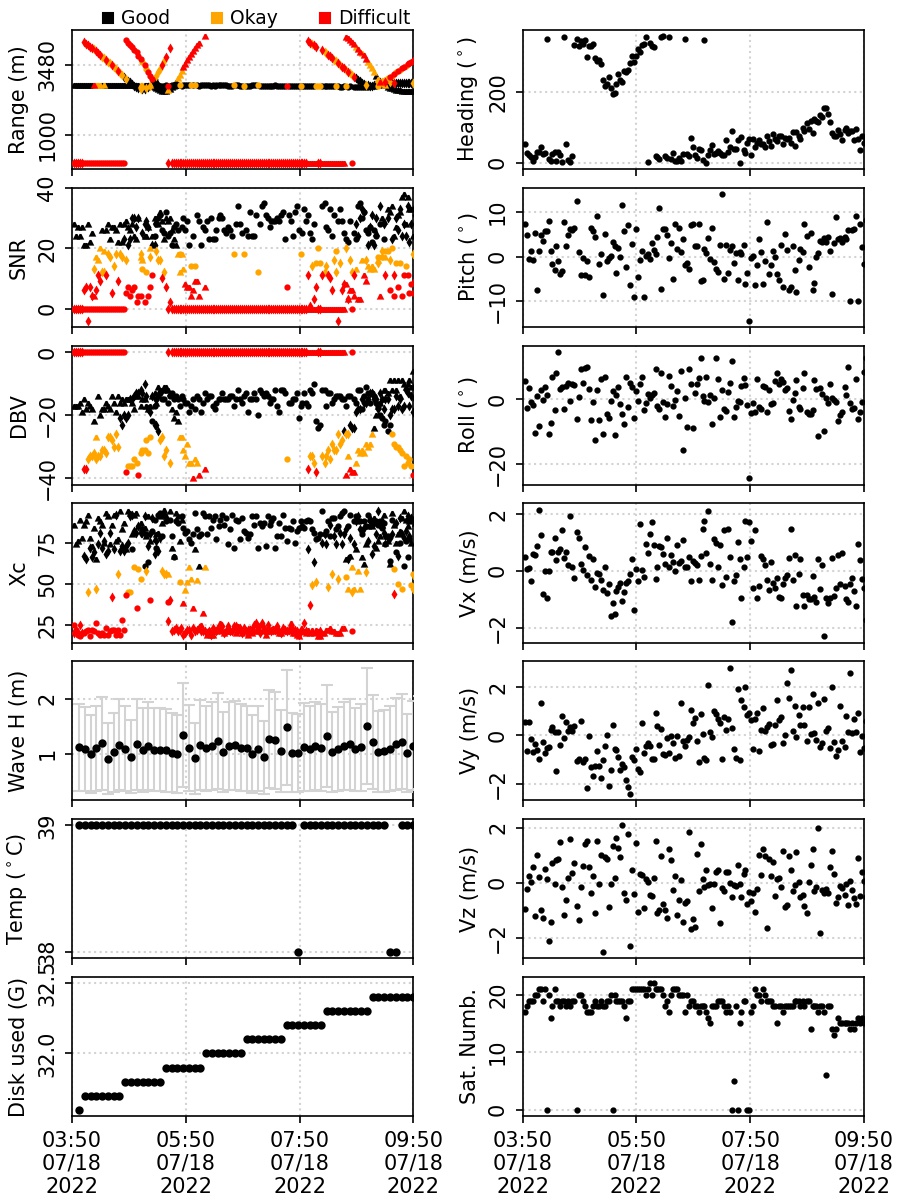 Good Okay Difficult
Range (m)
3480
1000
Heading (°)
200
0
SNR
40
20
0
Pitch (°)
10
0
−10
DBV
0
−20
−40
Roll (°)
0
−20
Xc
75
50
25
Vx (m/s)
2
0
−2
Wave H (m)
2
1
Vy (m/s)
2
0
−2
Temp (°C)
39
38
Vz (m/s)
2
0
−2
Disk used (G)
32.5
32.0
Sat. Numb.
20
10
0
03:50 05:50 07:50 09:50
07/18 07/18 07/18 07/18
2022 2022 2022 2022
03:50 05:50 07:50 09:50
07/18 07/18 07/18 07/18
2022 2022 2022 2022